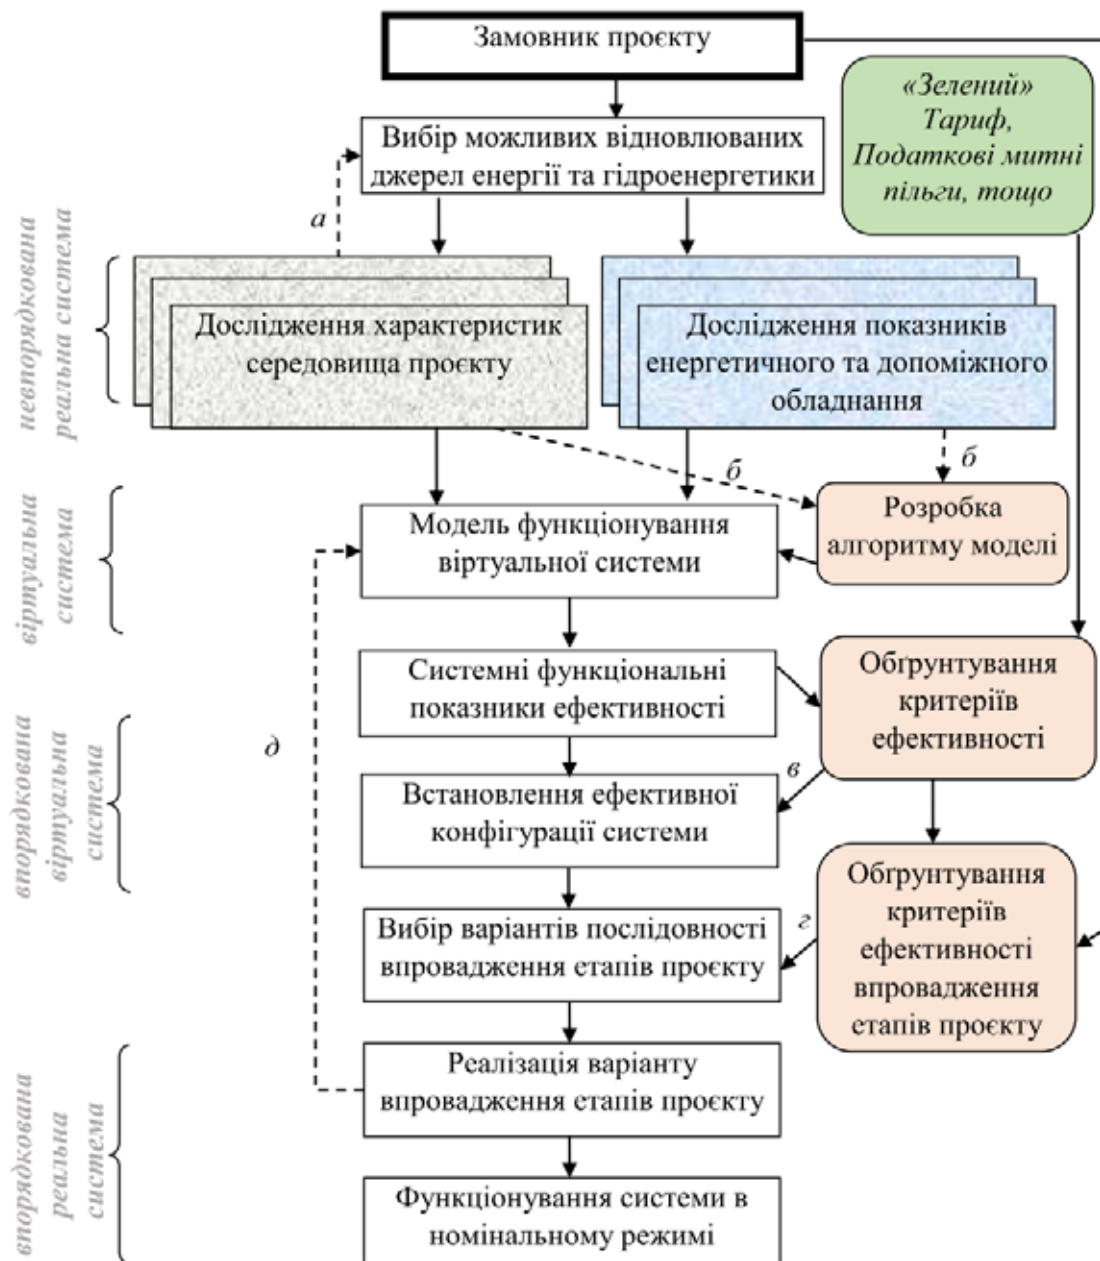 Замовник проєкту
«Зелений»
Тариф,
Податкові митні
пільги, тощо
Вибір можливих відновлюваних
джерел енергії та гідроенергетики
а
невпорядкована
реальна система
Дослідження характеристик
середовища проєкту
Дослідження показників
енергетичного та допоміжного
обладнання
б
б
віртуальна
система
Модель функціонування
віртуальної системи
Розробка
алгоритму моделі
Системні функціональні
показники ефективності
Обґрунтування
критеріїв
ефективності
д
в
впорядкована
віртуальна
система
Встановлення ефективної
конфігурації системи
Вибір варіантів послідовності
впровадження етапів проєкту
г
Обґрунтування
критеріїв
ефективності
впровадження
етапів проєкту
впорядкована
реальна
система
Реалізація варіанту
впровадження етапів проєкту
Функціонування системи в
номінальному режимі